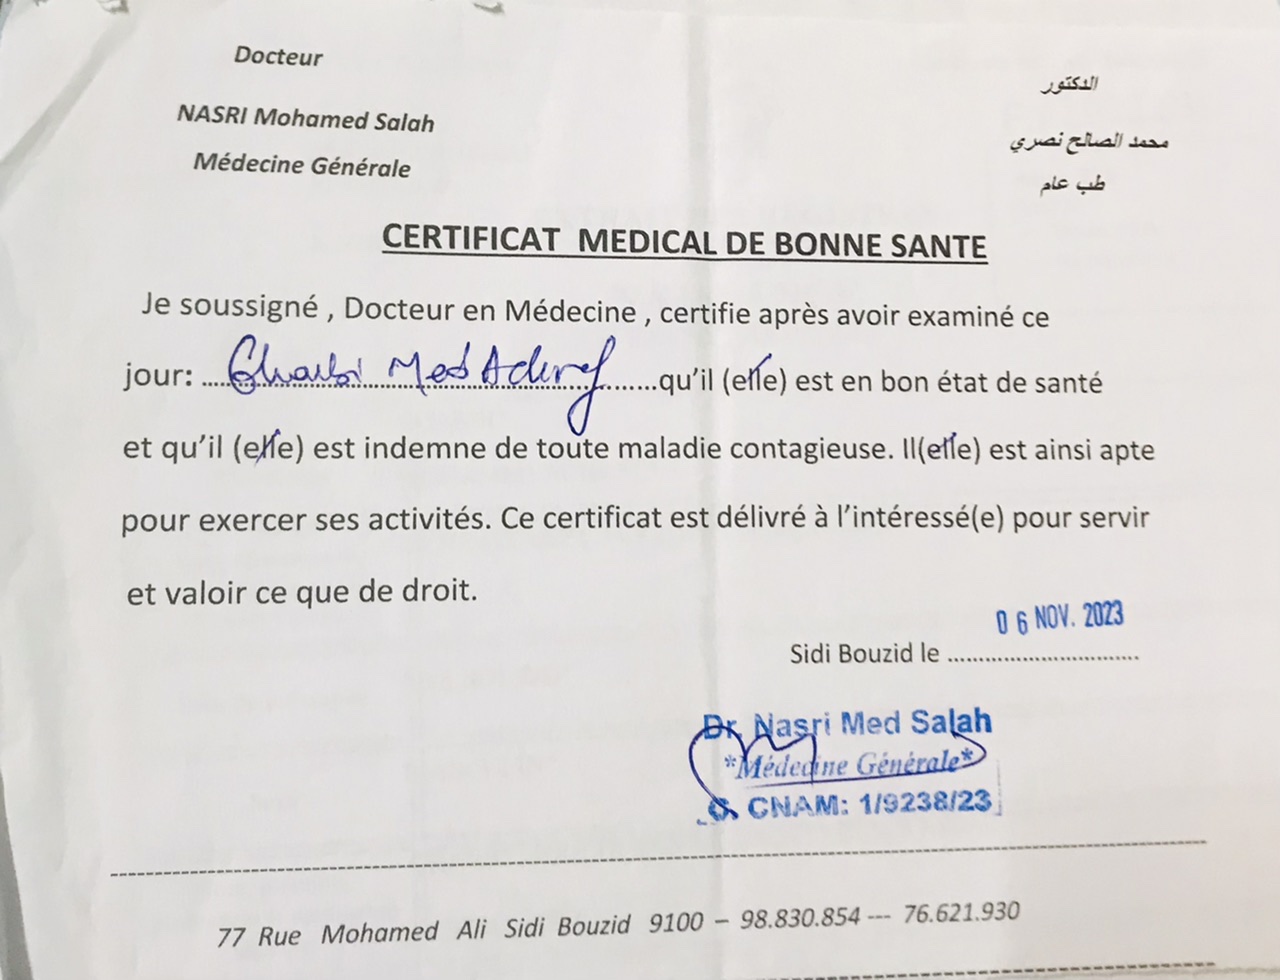 Docteur
NASRI Mohamed Salah
Médecine Générale
الدكتور
محمد الصالح نصري
طب عام
CERTIFICAT MEDICAL DE BONNE SANTE
Je soussigné , Docteur en Médecine , certifie après avoir examiné ce
jour: ..... Gharbi Med ..... qu'il (elle) est en bon état de santé
et qu'il (elle) est indemne de toute maladie contagieuse. Il(elle) est ainsi apte
pour exercer ses activités. Ce certificat est délivré à l'intéressé(e) pour servir
et valoir ce que de droit.
06 NOV. 2023
Sidi Bouzid le ..............................
Dr. Nasri Med Salah
*Médecine Générale*
C. CNAM: 1/9238/23
77 Rue Mohamed Ali Sidi Bouzid 9100 – 98.830.854 --- 76.621.930